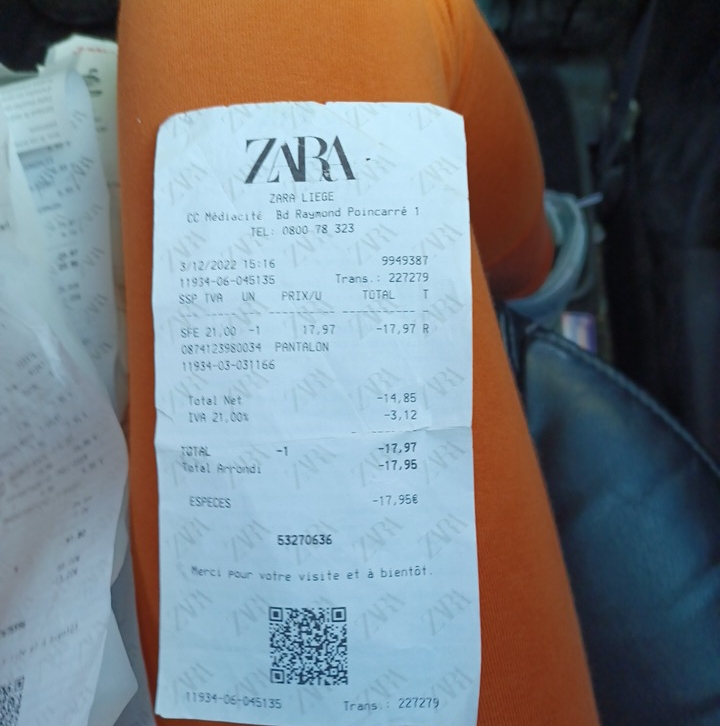 ZARA
ZARA LIEGE
CC Médiacité Bd Raymond Poincarré 1
TEL: 0800 78 323
3/12/2022 15:16 9949387
11934-06-045135 Trans.: 227279
SSP TVA UN PRIX/U TOTAL T
SFE 21,00 -1 17,97 -17,97 R
0874123980034 PANTALON
11934-03-031166
Total Net -14,85
IVA 21,00% -3,12
TOTAL -1 -17,97
Total Arrondi -17,95
ESPECES -17,95€
53270636
Merci pour votre visite et à bientôt.
11934-06-045135 Trans.: 227279